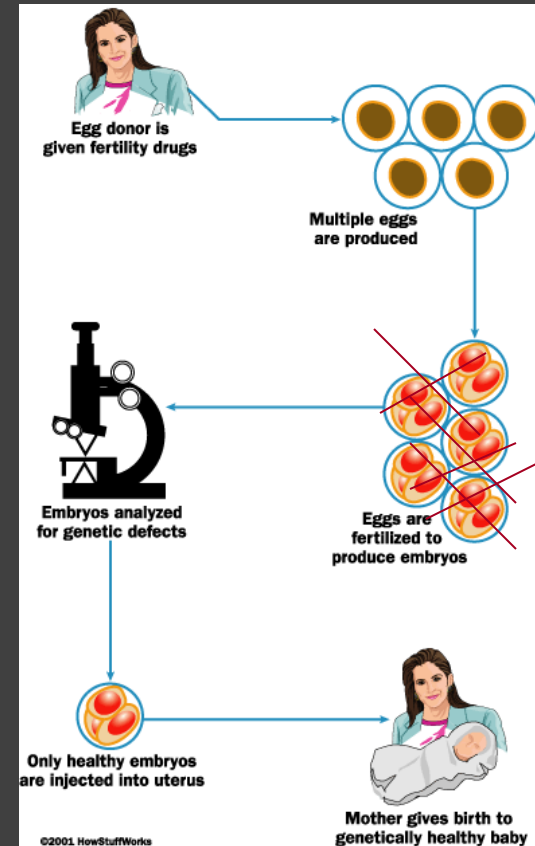 Egg donor is
given fertility drugs
Multiple eggs
are produced
Eggs are
fertilized to
produce embryos
Embryos analyzed
for genetic defects
Only healthy embryos
are injected into uterus
Mother gives birth to
genetically healthy baby
©2001 HowStuffWorks